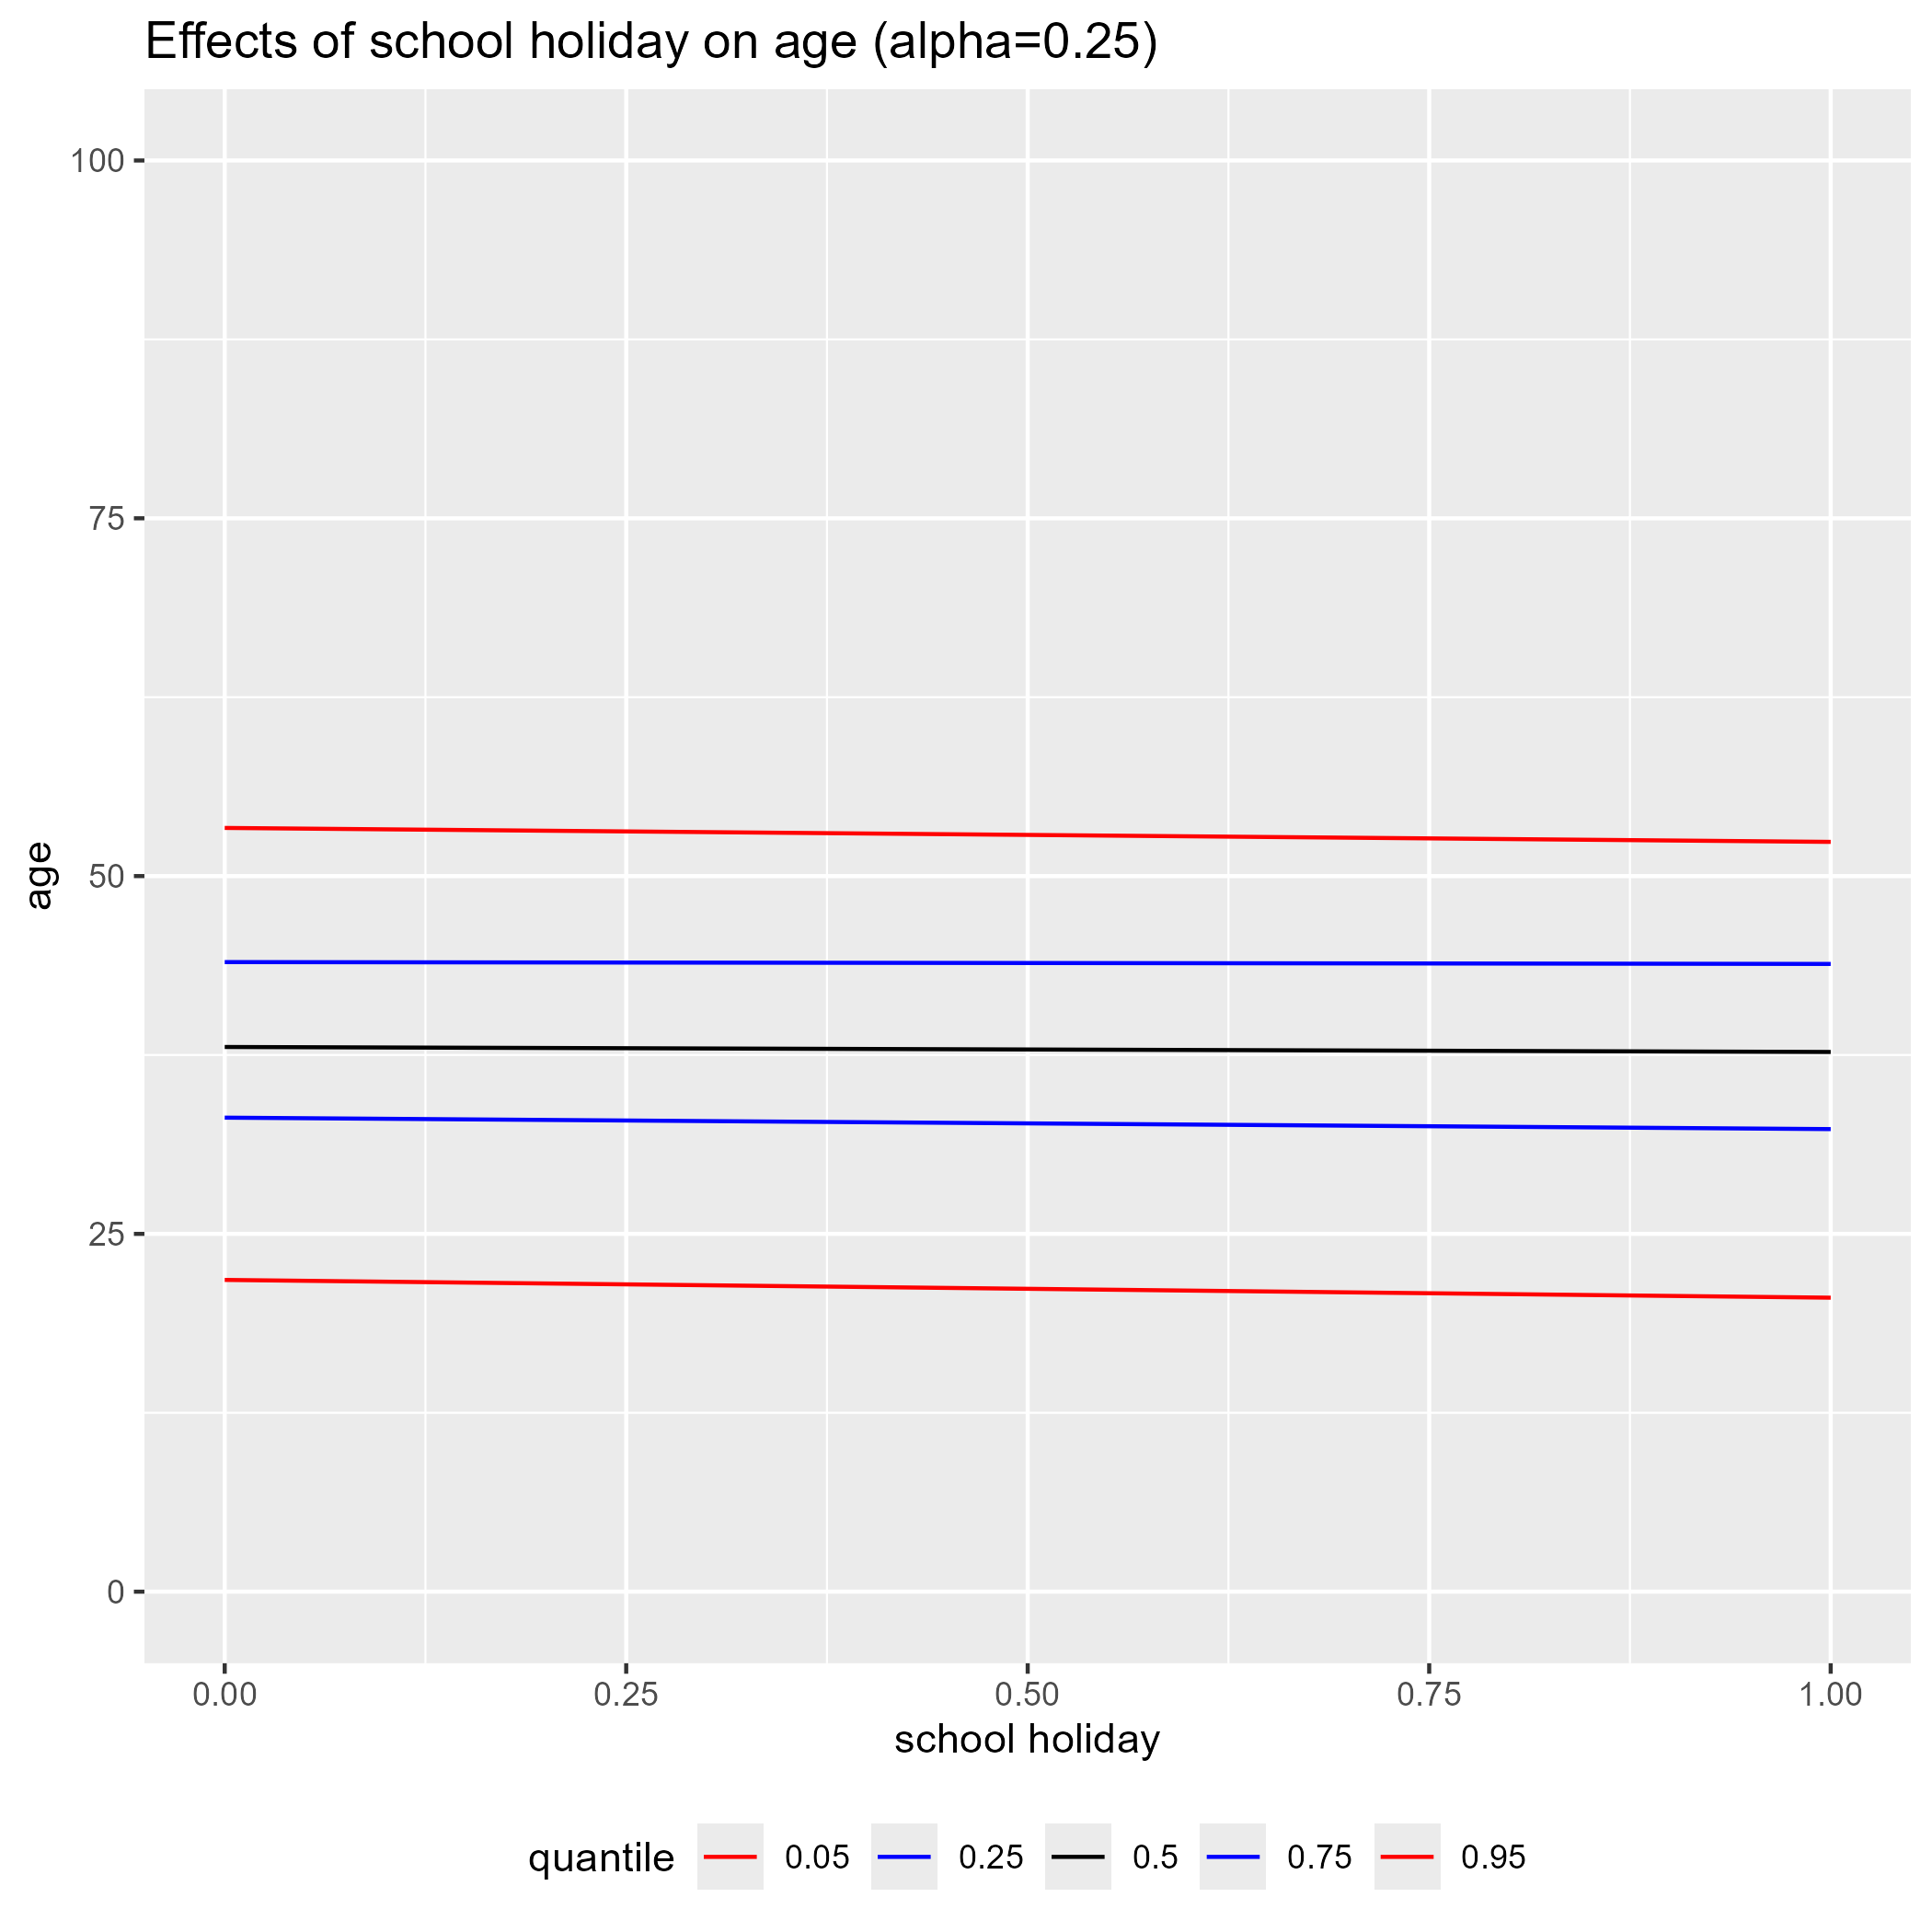 Effects of school holiday on age (alpha=0.25)
100
75
50
25
0
age
0.00 0.25 0.50 0.75 1.00
school holiday
quantile 0.05 0.25 0.5 0.75 0.95